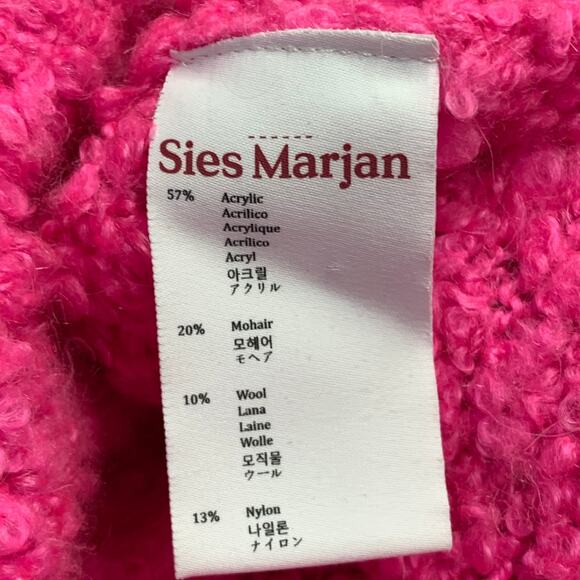 Sies Marjan
57% Acrylic
Acrilico
Acrylique
Acrílico
Acryl
아크릴
アクリル
20% Mohair
모헤어
モヘア
10% Wool
Lana
Laine
Wolle
모직물
ウール
13% Nylon
나일론
ナイロン